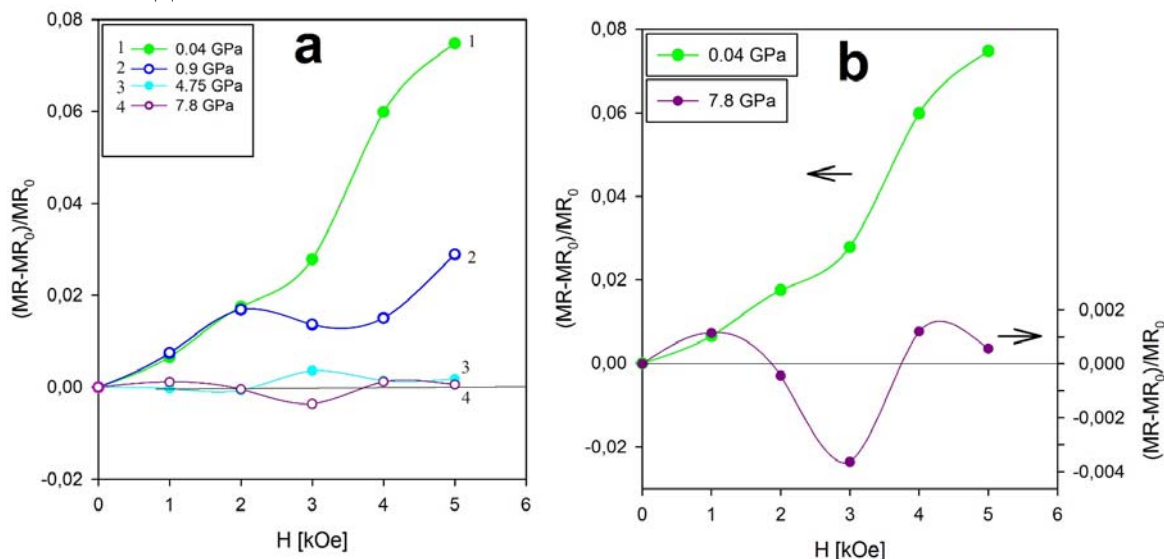 a
1 0.04 GPa
2 0.9 GPa
3 4.75 GPa
4 7.8 GPa
0,08
0,06
0,04
0,02
0,00
-0,02
(MR-MR₀)/MR₀
1
2
3
4
0 1 2 3 4 5 6
H [kOe]
b
0.04 GPa
7.8 GPa
0,08
0,06
0,04
0,02
0,00
-0,02
(MR-MR₀)/MR₀
0,002
0,000
-0,002
-0,004
(MR-MR₀)/MR₀
0 1 2 3 4 5 6
H [kOe]